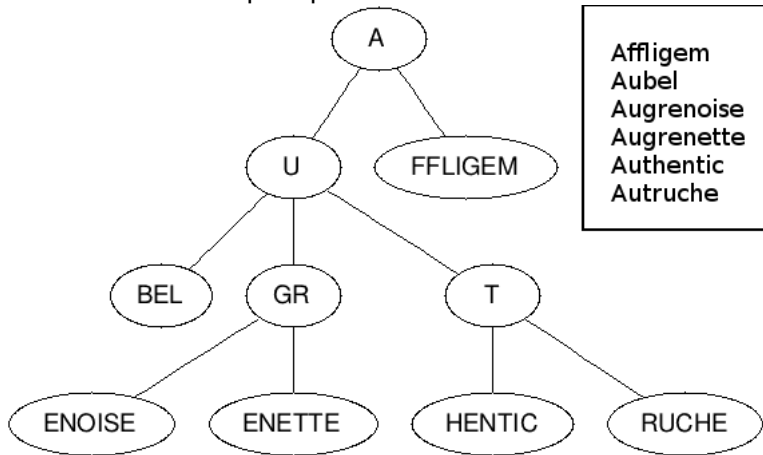 A
U
FFLIGEM
BEL
GR
T
ENOISE
ENETTE
HENTIC
RUCHE
Affligem
Aubel
Augrenoise
Augrenette
Authentic
Autruche